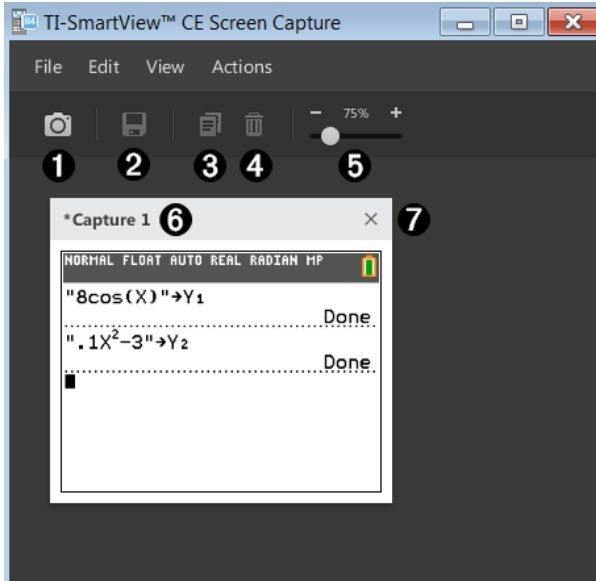 TI-SmartView™ CE Screen Capture
File Edit View Actions
− 75% +
1 2 3 4 5
*Capture 1 6 × 7
NORMAL FLOAT AUTO REAL RADIAN MP
"8cos(X)"→Y₁
Done
".1X²−3"→Y₂
Done